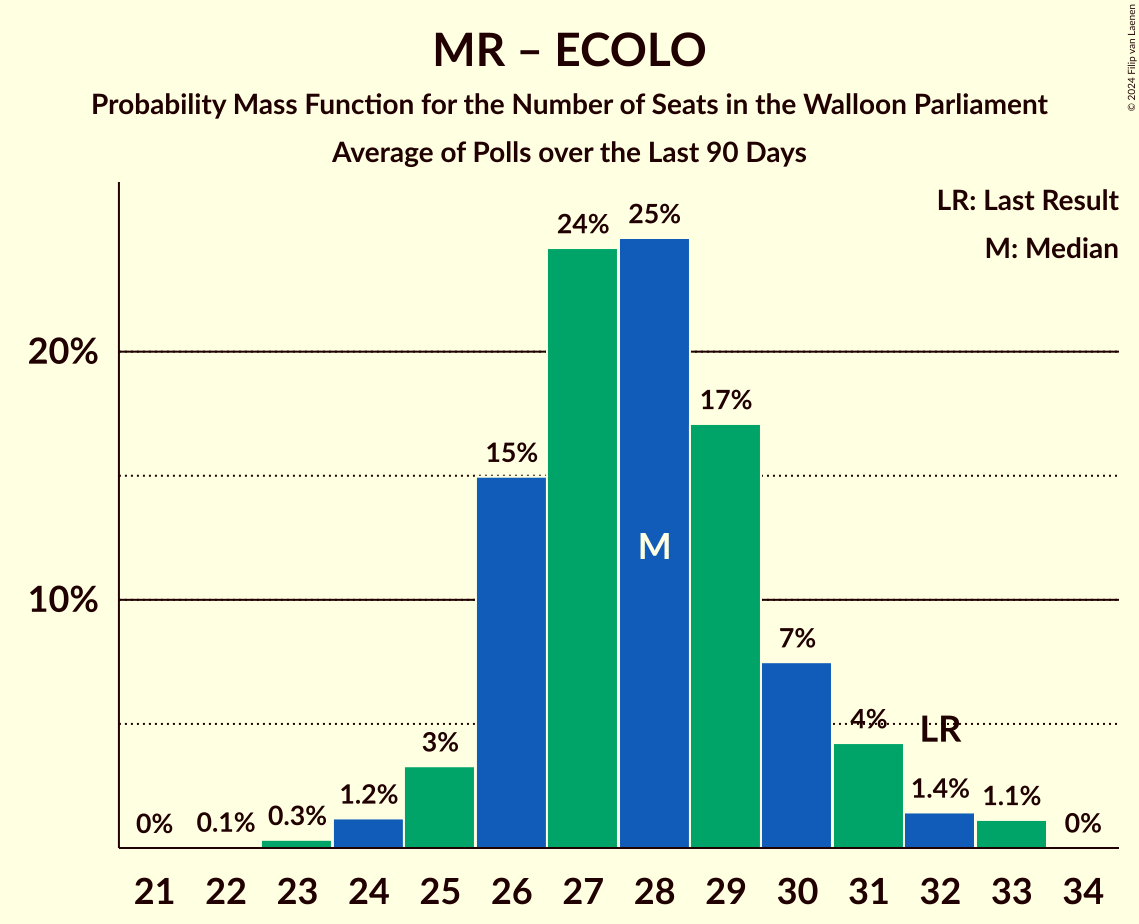 MR – ECOLO
Probability Mass Function for the Number of Seats in the Walloon Parliament
Average of Polls over the Last 90 Days
© 2024 Filip van Laenen
LR: Last Result
M: Median
20%
10%
0%
0.1%
0.3%
1.2%
3%
15%
24%
25%
17%
7%
4%
1.4%
1.1%
0%
M
LR
21 22 23 24 25 26 27 28 29 30 31 32 33 34